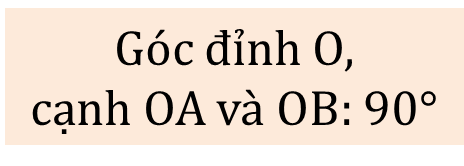 Góc đỉnh O,
cạnh OA và OB: 90°